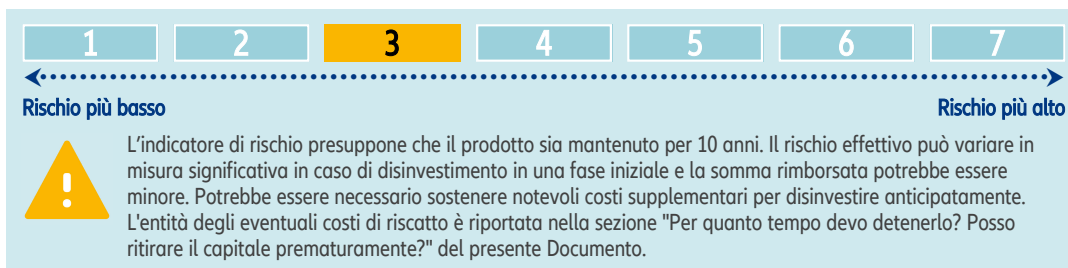 1 2 3 4 5 6 7
Rischio più basso Rischio più alto
L'indicatore di rischio presuppone che il prodotto sia mantenuto per 10 anni. Il rischio effettivo può variare in
misura significativa in caso di disinvestimento in una fase iniziale e la somma rimborsata potrebbe essere
minore. Potrebbe essere necessario sostenere notevoli costi supplementari per disinvestire anticipatamente.
L'entità degli eventuali costi di riscatto è riportata nella sezione "Per quanto tempo devo detenerlo? Posso
ritirare il capitale prematuramente?" del presente Documento.